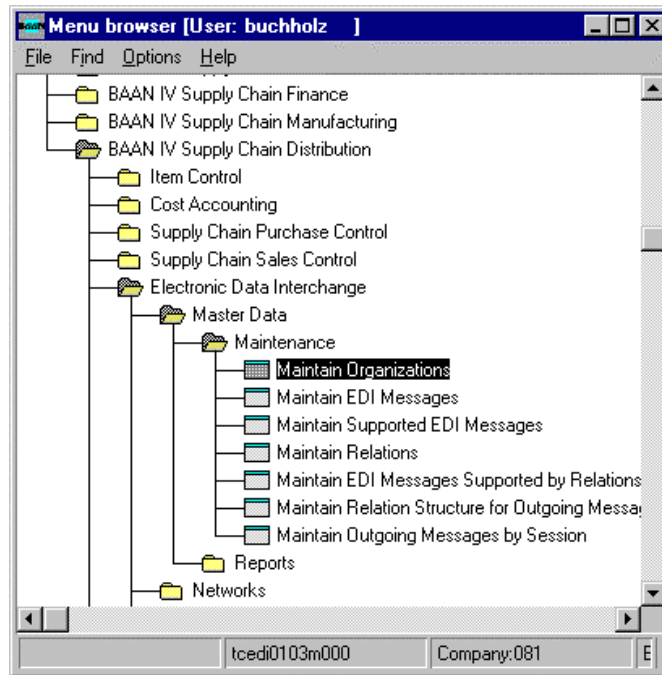 BaaN Menu browser [User: buchholz ]
File Find Options Help
BAAN IV Supply Chain Finance
BAAN IV Supply Chain Manufacturing
BAAN IV Supply Chain Distribution
Item Control
Cost Accounting
Supply Chain Purchase Control
Supply Chain Sales Control
Electronic Data Interchange
Master Data
Maintenance
Maintain Organizations
Maintain EDI Messages
Maintain Supported EDI Messages
Maintain Relations
Maintain EDI Messages Supported by Relations
Maintain Relation Structure for Outgoing Messa
Maintain Outgoing Messages by Session
Reports
Networks
tcedi0103m000 Company:081 E